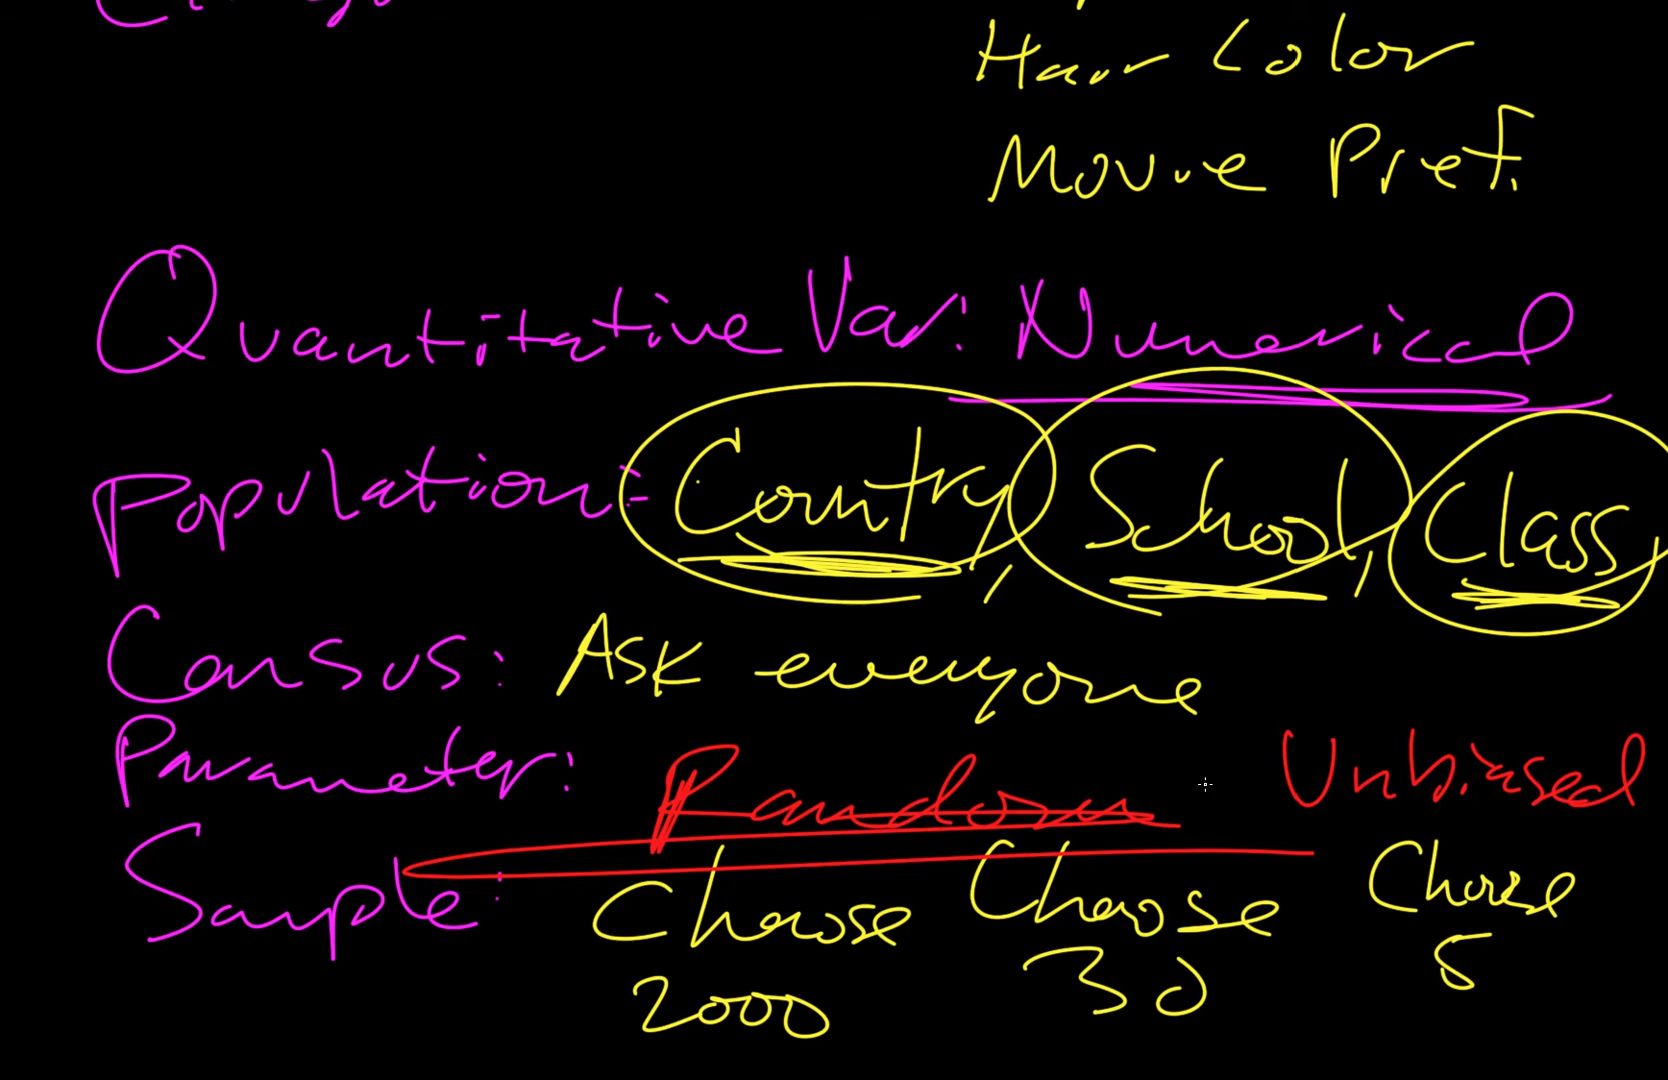 Hair Color
Movie Pref.
Quantitative Var: Numerical
Population: Country, School, Class,
Census: Ask everyone
Parameter:
Random Unbiased
Sample: Choose 2000 Choose 30 Choose 5